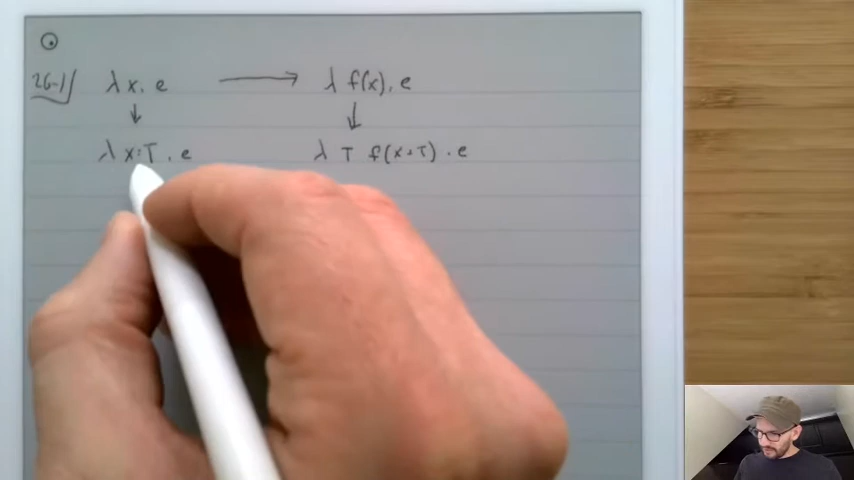 26-1 λ x. e → λ f(x). e
↓ ↓
λ x:T. e λ T f(x:T). e